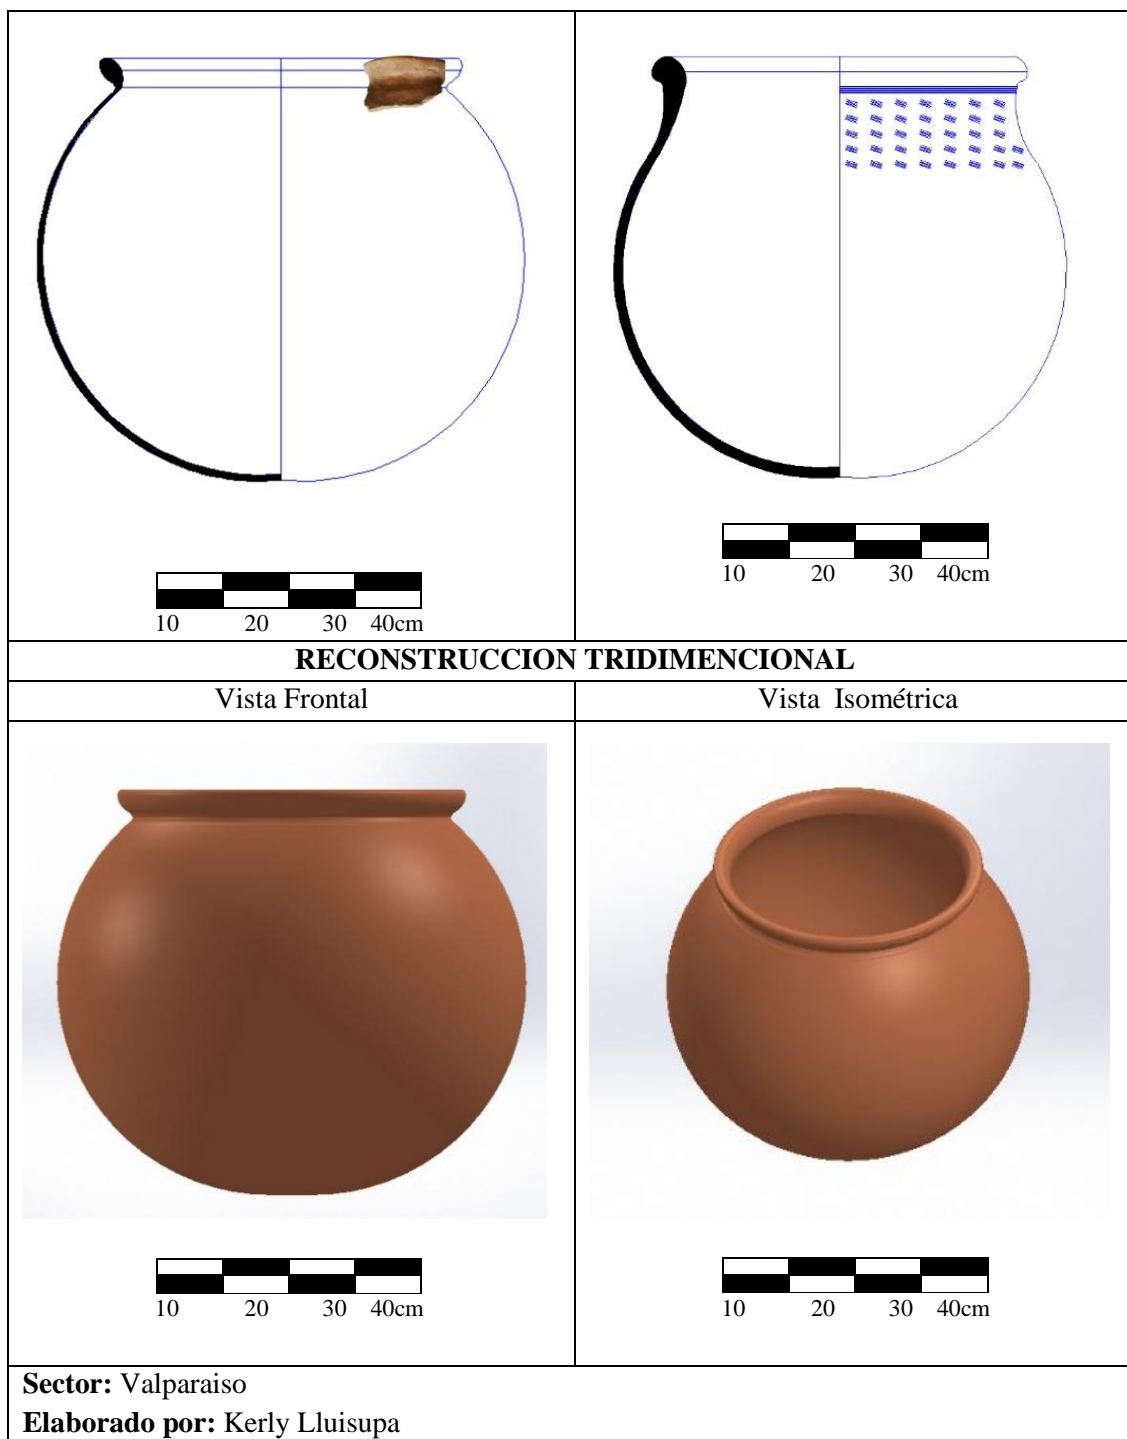 10 20 30 40cm
10 20 30 40cm
RECONSTRUCCION TRIDIMENCIONAL
Vista Frontal
Vista Isométrica
10 20 30 40cm
10 20 30 40cm
Sector: Valparaiso
Elaborado por: Kerly Lluisupa